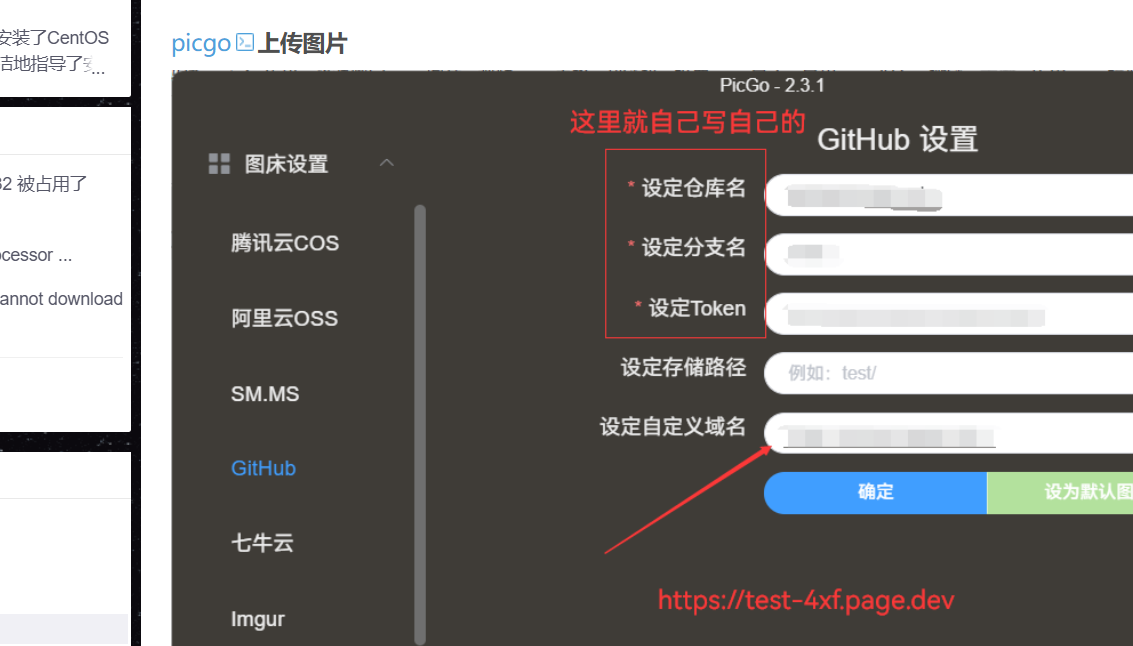 安装了CentOS
洁地指导了安...
picgo 上传图片
PicGo - 2.3.1
这里就自己写自己的
GitHub 设置
图床设置
* 设定仓库名
32 被占用了
腾讯云COS
* 设定分支名
ocessor ...
annot download
* 设定Token
阿里云OSS
设定存储路径
例如：test/
SM.MS
设定自定义域名
GitHub
确定
设为默认图
七牛云
https://test-4xf.page.dev
Imgur